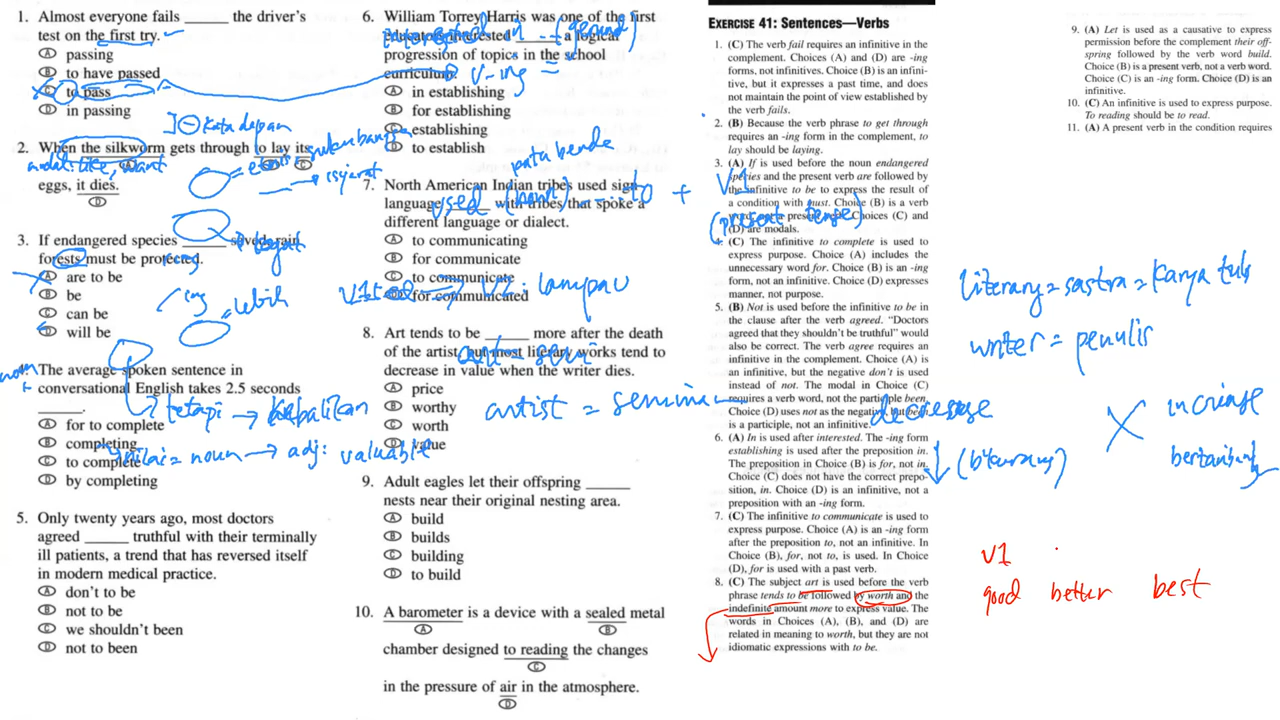 1. Almost everyone fails ______ the driver's
test on the first try.
Ⓐ passing
Ⓑ to have passed
Ⓒ to pass
Ⓓ in passing
] ⊖ kata depan
2. When the silkworm gets through to lay its
Ⓐ Ⓑ Ⓒ
modal: like, want
eggs, it dies.
Ⓓ
isyarat
3. If endangered species ______ saved rain
forests must be protected.
Ⓐ are to be
Ⓑ be
Ⓒ can be
Ⓓ will be
lebih
The average spoken sentence in
conversational English takes 2.5 seconds
______.
tetapi → kebalikan
Ⓐ for to complete
Ⓑ completing
Ⓒ to complete
Ⓓ by completing
nilai = noun → adj: valuable
5. Only twenty years ago, most doctors
agreed ______ truthful with their terminally
ill patients, a trend that has reversed itself
in modern medical practice.
Ⓐ don't to be
Ⓑ not to be
Ⓒ we shouldn't been
Ⓓ not to been
6. William Torrey Harris was one of the first
educators interested ______ a logical
interested in ... (gerund)
progression of topics in the school
curriculum.
V-ing
Ⓐ in establishing
Ⓑ for establishing
Ⓒ establishing
Ⓓ to establish
7. North American Indian tribes used sign
language ______ with tribes that spoke a
used (noun) ..... to + V1
(present tense)
different language or dialect.
Ⓐ to communicating
Ⓑ for communicate
Ⓒ to communicate
Ⓓ for communicated
V2: lampau
8. Art tends to be ______ more after the death
of the artist, but most literary works tend to
art = seni
decrease in value when the writer dies.
Ⓐ price
Ⓑ worthy
Ⓒ worth
Ⓓ value
artist = seniman
9. Adult eagles let their offspring ______
nests near their original nesting area.
Ⓐ build
Ⓑ builds
Ⓒ building
Ⓓ to build
10. A barometer is a device with a sealed metal
Ⓐ Ⓑ
chamber designed to reading the changes
Ⓒ
in the pressure of air in the atmosphere.
Ⓓ
EXERCISE 41: Sentences—Verbs
1. (C) The verb fail requires an infinitive in the
complement. Choices (A) and (D) are -ing
forms, not infinitives. Choice (B) is an infini-
tive, but it expresses a past time, and does
not maintain the point of view established by
the verb fails.
2. (B) Because the verb phrase to get through
requires an -ing form in the complement, to
lay should be laying.
3. (A) If is used before the noun endangered
species and the present verb are followed by
the infinitive to be to express the result of
a condition with must. Choice (B) is a verb
word, not a present verb. Choices (C) and
(D) are modals.
4. (C) The infinitive to complete is used to
express purpose. Choice (A) includes the
unnecessary word for. Choice (B) is an -ing
form, not an infinitive. Choice (D) expresses
manner, not purpose.
5. (B) Not is used before the infinitive to be in
the clause after the verb agreed. "Doctors
agreed that they shouldn't be truthful" would
also be correct. The verb agree requires an
infinitive in the complement. Choice (A) is
an infinitive, but the negative don't is used
instead of not. The modal in Choice (C)
requires a verb word, not the participle been.
Choice (D) uses not as the negative, but been
is a participle, not an infinitive.
6. (A) In is used after interested. The -ing form
establishing is used after the preposition in.
The preposition in Choice (B) is for, not in.
Choice (C) does not have the correct prepo-
sition, in. Choice (D) is an infinitive, not a
preposition with an -ing form.
7. (C) The infinitive to communicate is used to
express purpose. Choice (A) is an -ing form
after the preposition to, not an infinitive. In
Choice (B), for, not to, is used. In Choice
(D), for is used with a past verb.
8. (C) The subject art is used before the verb
phrase tends to be followed by worth and the
indefinite amount more to express value. The
words in Choices (A), (B), and (D) are
related in meaning to worth, but they are not
idiomatic expressions with to be.
9. (A) Let is used as a causative to express
permission before the complement their off-
spring followed by the verb word build.
Choice (B) is a present verb, not a verb word.
Choice (C) is an -ing form. Choice (D) is an
infinitive.
10. (C) An infinitive is used to express purpose.
To reading should be to read.
11. (A) A present verb in the condition requires
literary = sastra = karya tulis
writer = penulis
decrease X increase
↓ (berkurang) bertambah
V1
good better best